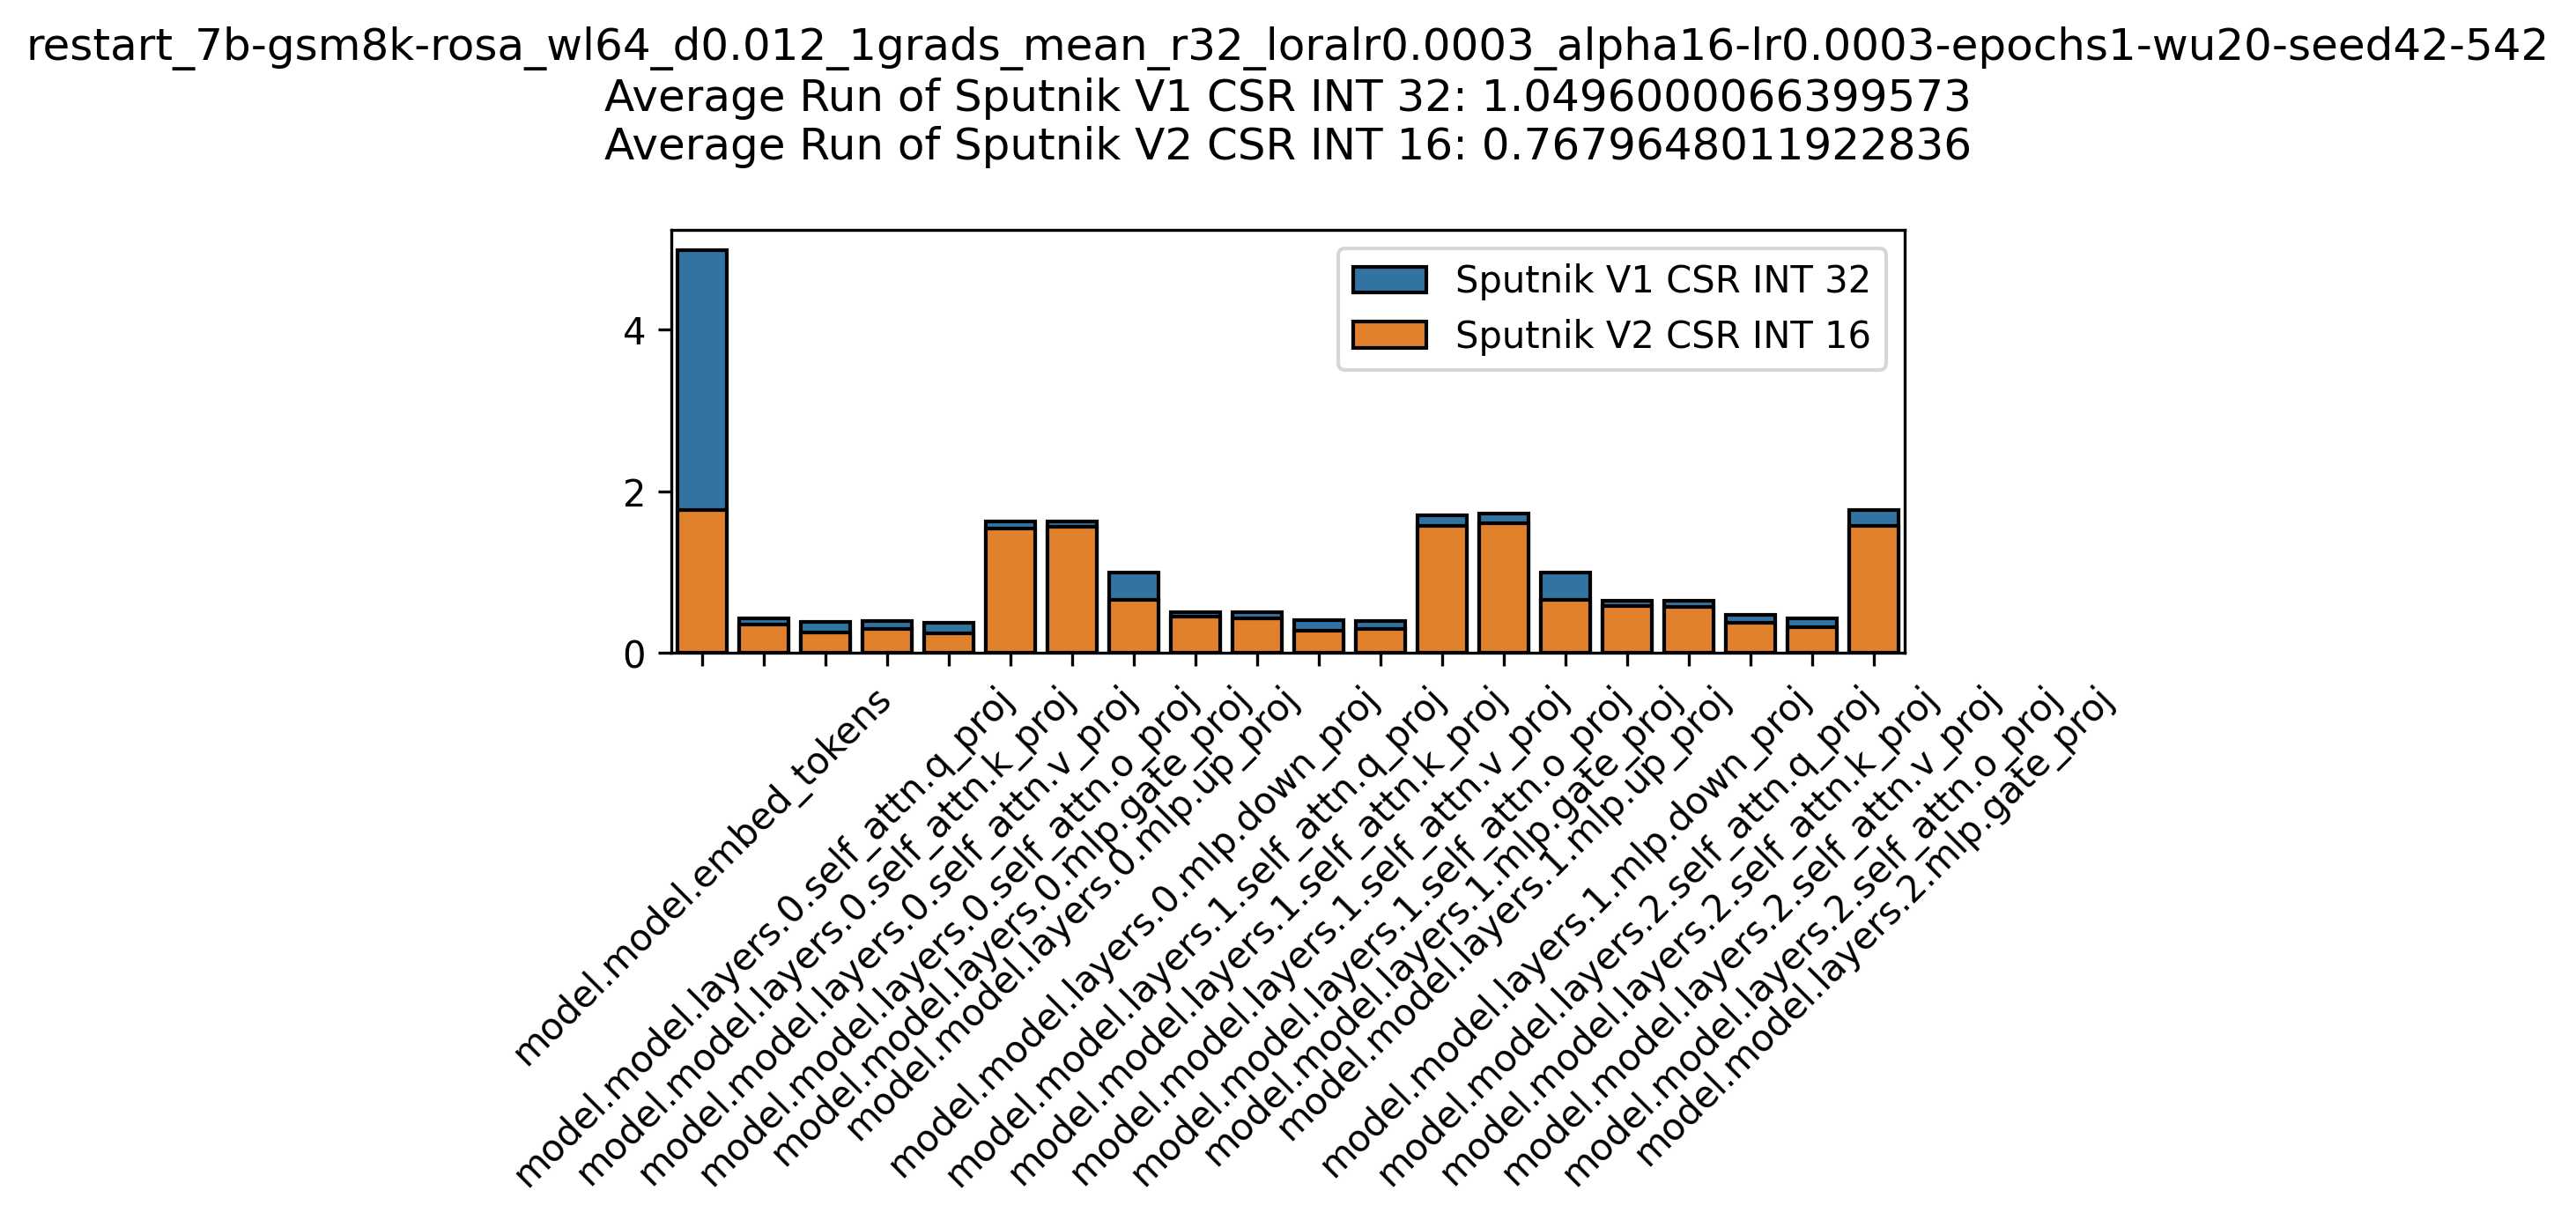 restart_7b-gsm8k-rosa_wl64_d0.012_1grads_mean_r32_loralr0.0003_alpha16-lr0.0003-epochs1-wu20-seed42-542
Average Run of Sputnik V1 CSR INT 32: 1.0496000066399573
Average Run of Sputnik V2 CSR INT 16: 0.7679648011922836
Sputnik V1 CSR INT 32
Sputnik V2 CSR INT 16
4
2
0
model.model.embed_tokens
model.model.layers.0.self_attn.q_proj
model.model.layers.0.self_attn.k_proj
model.model.layers.0.self_attn.v_proj
model.model.layers.0.self_attn.o_proj
model.model.layers.0.mlp.gate_proj
model.model.layers.0.mlp.up_proj
model.model.layers.0.mlp.down_proj
model.model.layers.1.self_attn.q_proj
model.model.layers.1.self_attn.k_proj
model.model.layers.1.self_attn.v_proj
model.model.layers.1.self_attn.o_proj
model.model.layers.1.mlp.gate_proj
model.model.layers.1.mlp.up_proj
model.model.layers.1.mlp.down_proj
model.model.layers.2.self_attn.q_proj
model.model.layers.2.self_attn.k_proj
model.model.layers.2.self_attn.v_proj
model.model.layers.2.self_attn.o_proj
model.model.layers.2.mlp.gate_proj